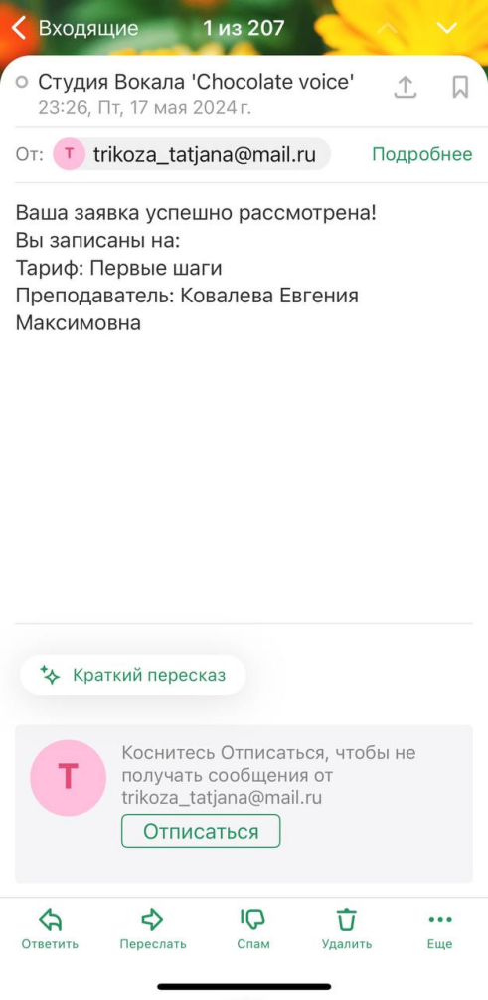 Входящие
1 из 207
Студия Вокала 'Chocolate voice'
23:26, Пт, 17 мая 2024 г.
От: Т trikoza_tatjana@mail.ru Подробнее
Ваша заявка успешно рассмотрена!
Вы записаны на:
Тариф: Первые шаги
Преподаватель: Ковалева Евгения
Максимовна
Краткий пересказ
Т
Коснитесь Отписаться, чтобы не
получать сообщения от
trikoza_tatjana@mail.ru
Отписаться
Ответить Переслать Спам Удалить Еще